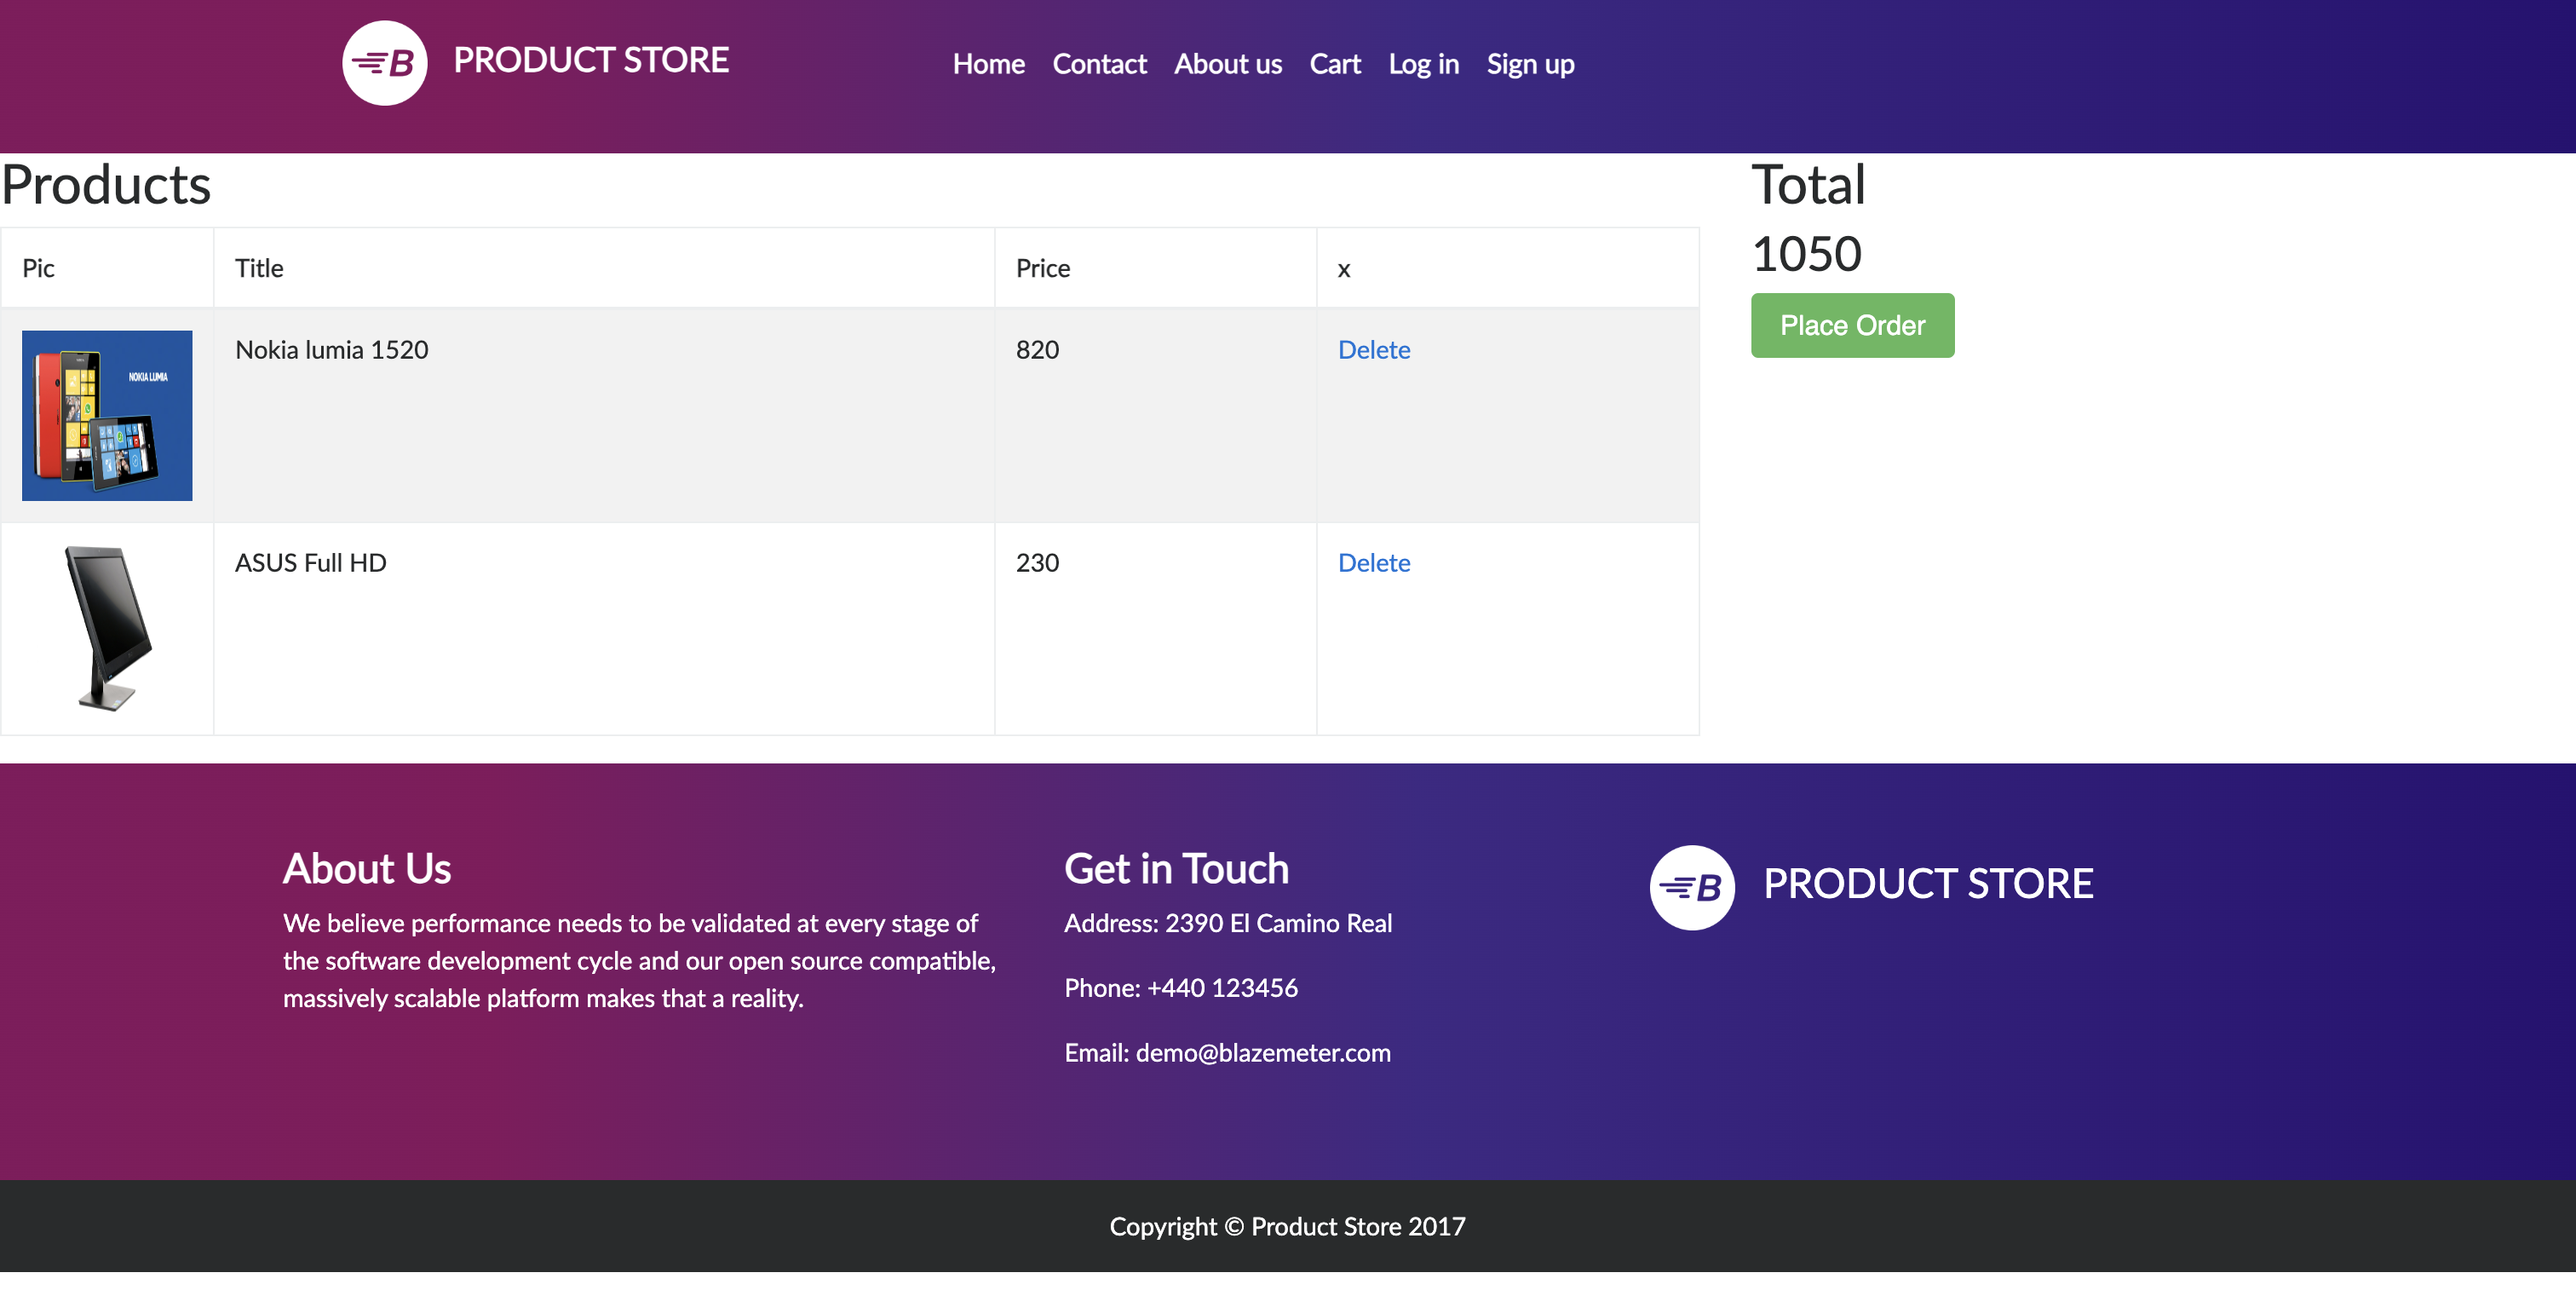 B PRODUCT STORE Home Contact About us Cart Log in Sign up
Products
Pic Title Price x
NOKIA LUMIA
Nokia lumia 1520 820 Delete
ASUS Full HD 230 Delete
Total
1050
Place Order
About Us
We believe performance needs to be validated at every stage of
the software development cycle and our open source compatible,
massively scalable platform makes that a reality.
Get in Touch
Address: 2390 El Camino Real
Phone: +440 123456
Email: demo@blazemeter.com
B PRODUCT STORE
Copyright © Product Store 2017